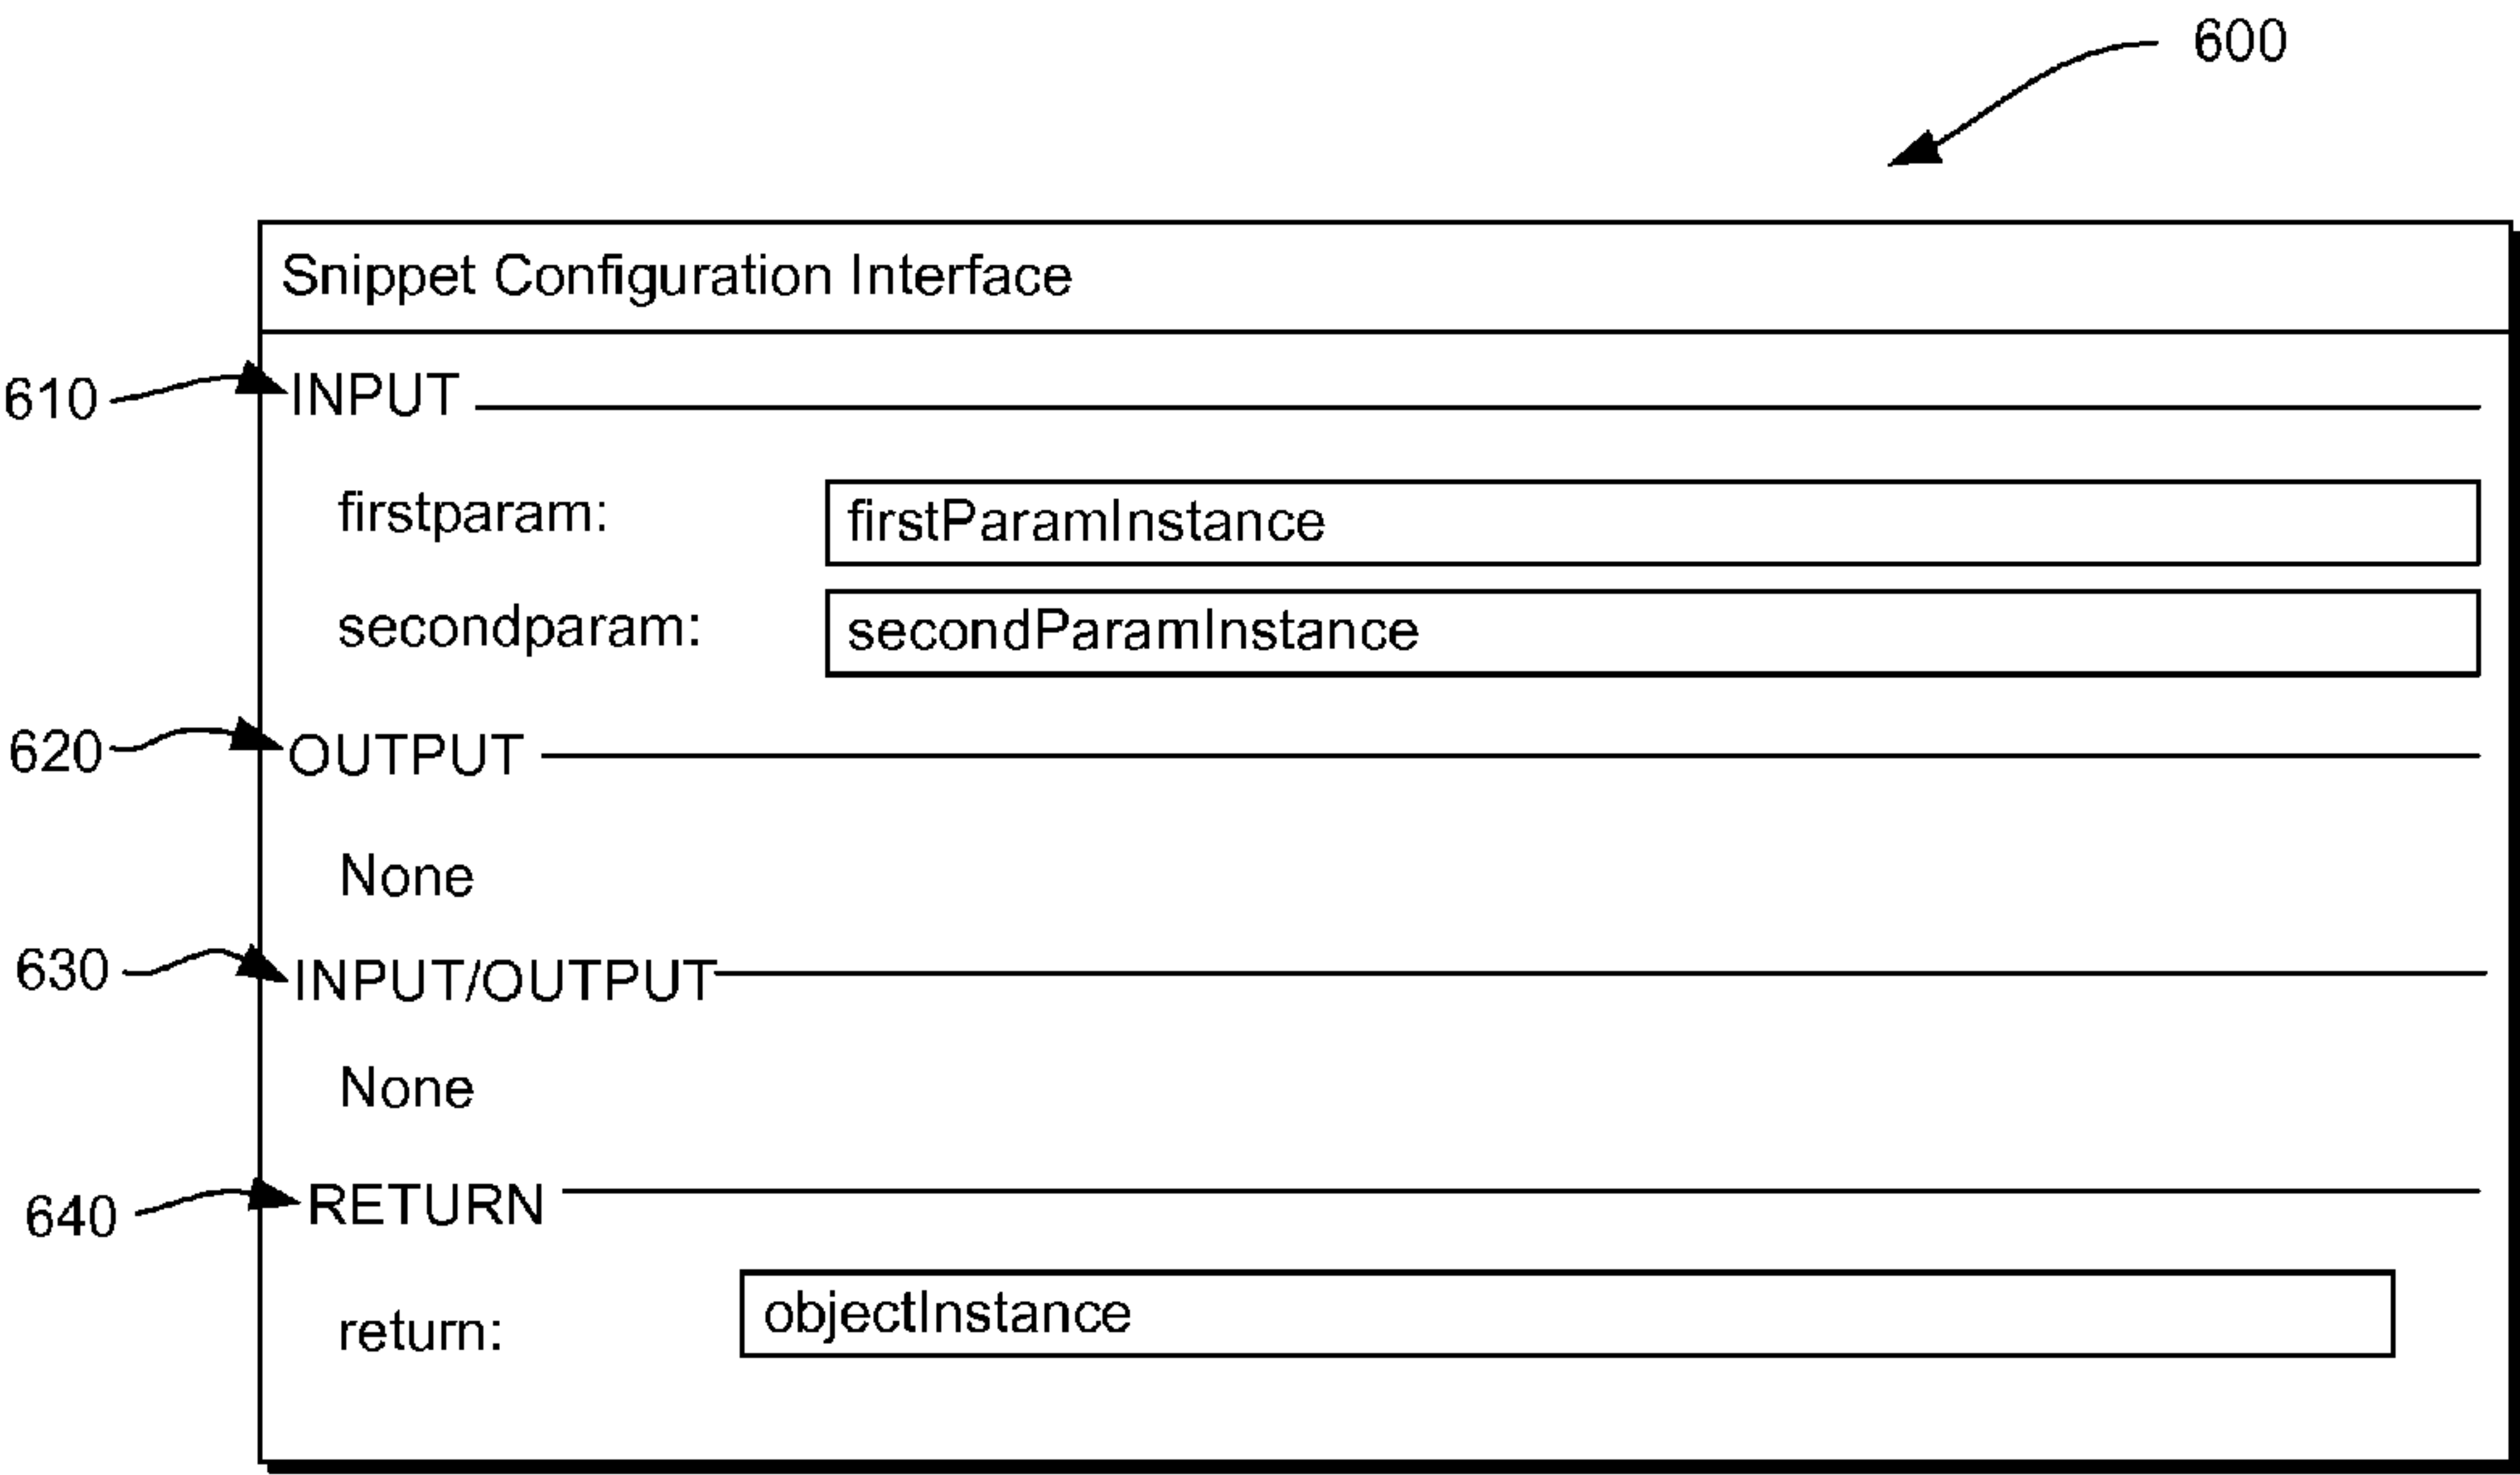 600
Snippet Configuration Interface
610 INPUT
firstparam: firstParamInstance
secondparam: secondParamInstance
620 OUTPUT
None
630 INPUT/OUTPUT
None
640 RETURN
return: objectInstance